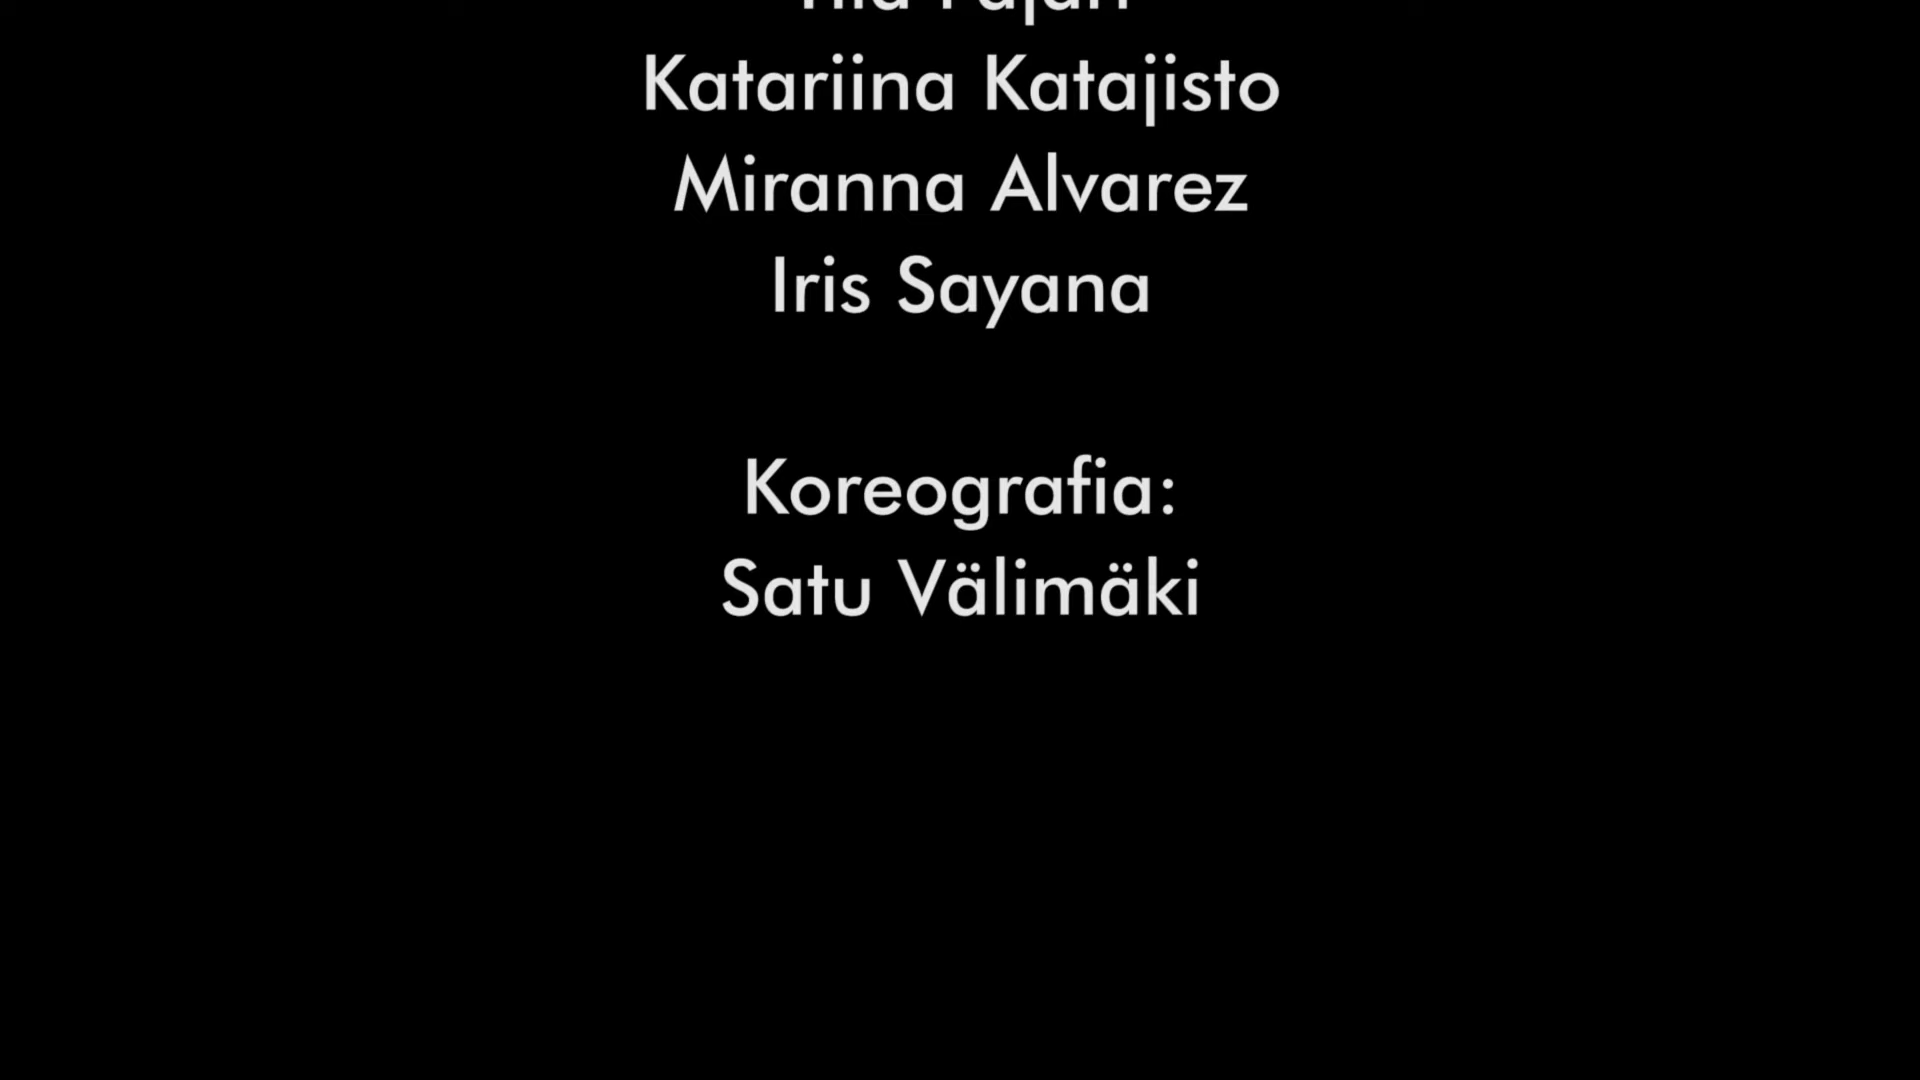 Katariina Katajisto
Miranna Alvarez
Iris Sayana
Koreografia:
Satu Välimäki